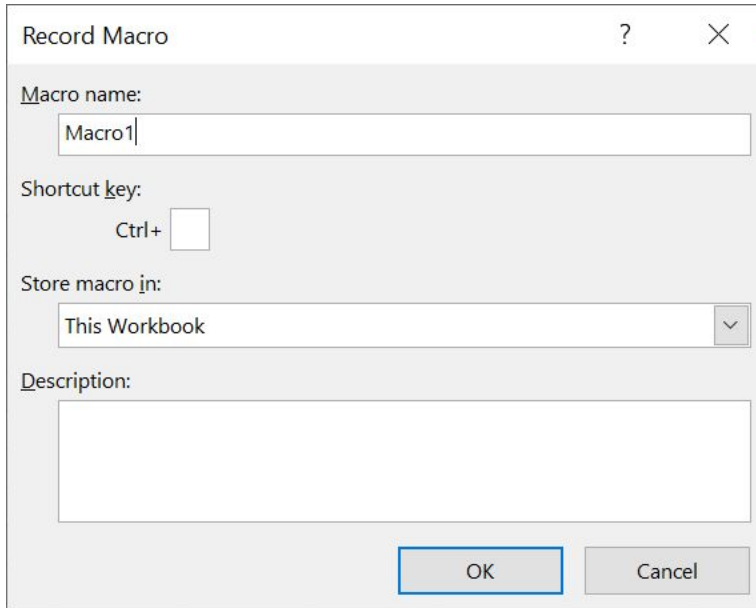 Record Macro ?
Macro name:
Macro1
Shortcut key:
Ctrl+
Store macro in:
This Workbook
Description:
OK Cancel